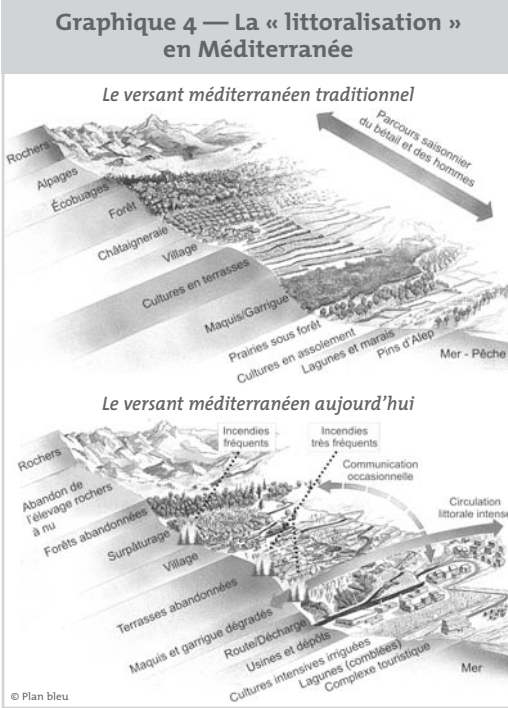 Graphique 4 — La « littoralisation »
en Méditerranée
Le versant méditerranéen traditionnel
Parcours saisonnier
du bétail et des hommes
Rochers
Alpages
Écobuages
Forêt
Châtaigneraie
Village
Cultures en terrasses
Maquis/Garrigue
Prairies sous forêt
Cultures en assolement
Lagunes et marais
Pins d'Alep
Mer - Pêche
Le versant méditerranéen aujourd'hui
Incendies
fréquents
Incendies
très fréquents
Communication
occasionnelle
Circulation
littorale intense
Rochers
Abandon de
l'élevage rochers
à nu
Forêts abandonnées
Surpâturage
Village
Terrasses abandonnées
Maquis et garrigue dégradés
Route/Décharge
Usines et dépôts
Cultures intensives irriguées
Lagunes (comblées)
Complexe touristique
Mer
© Plan bleu